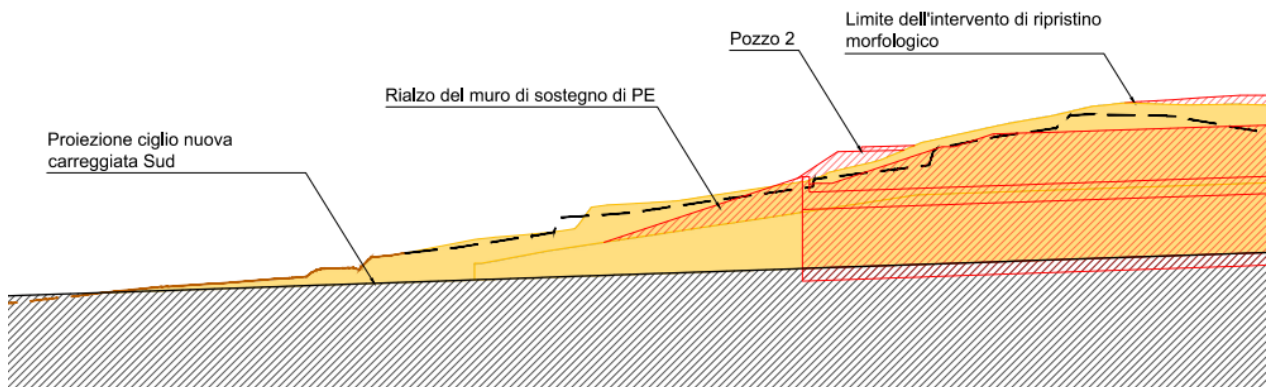 Limite dell'intervento di ripristino
morfologico
Pozzo 2
Rialzo del muro di sostegno di PE
Proiezione ciglio nuova
carreggiata Sud